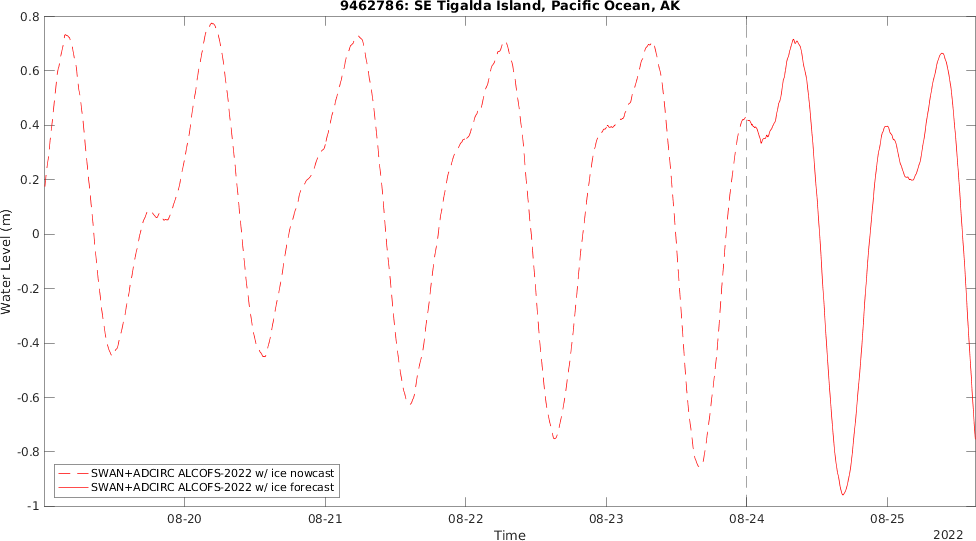 9462786: SE Tigalda Island, Pacific Ocean, AK
0.8
0.6
0.4
0.2
0
-0.2
-0.4
-0.6
-0.8
-1
Water Level (m)
SWAN+ADCIRC ALCOFS-2022 w/ ice nowcast
SWAN+ADCIRC ALCOFS-2022 w/ ice forecast
08-20 08-21 08-22 08-23 08-24 08-25
Time
2022